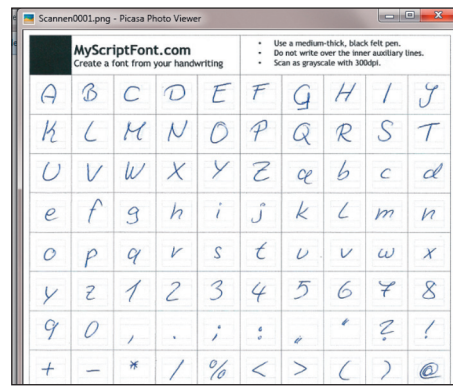 Scannen0001.png - Picasa Photo Viewer
MyScriptFont.com
Create a font from your handwriting
• Use a medium-thick, black felt pen.
• Do not write over the inner auxiliary lines.
• Scan as grayscale with 300dpi.
A B C D E F G H I J
K L M N O P Q R S T
U V W X Y Z a b c d
e f g h i j k l m n
o p q r s t u v w x
y z 1 2 3 4 5 6 7 8
9 0 , . ; : „ " ? !
+ - * / % < > ( ) @